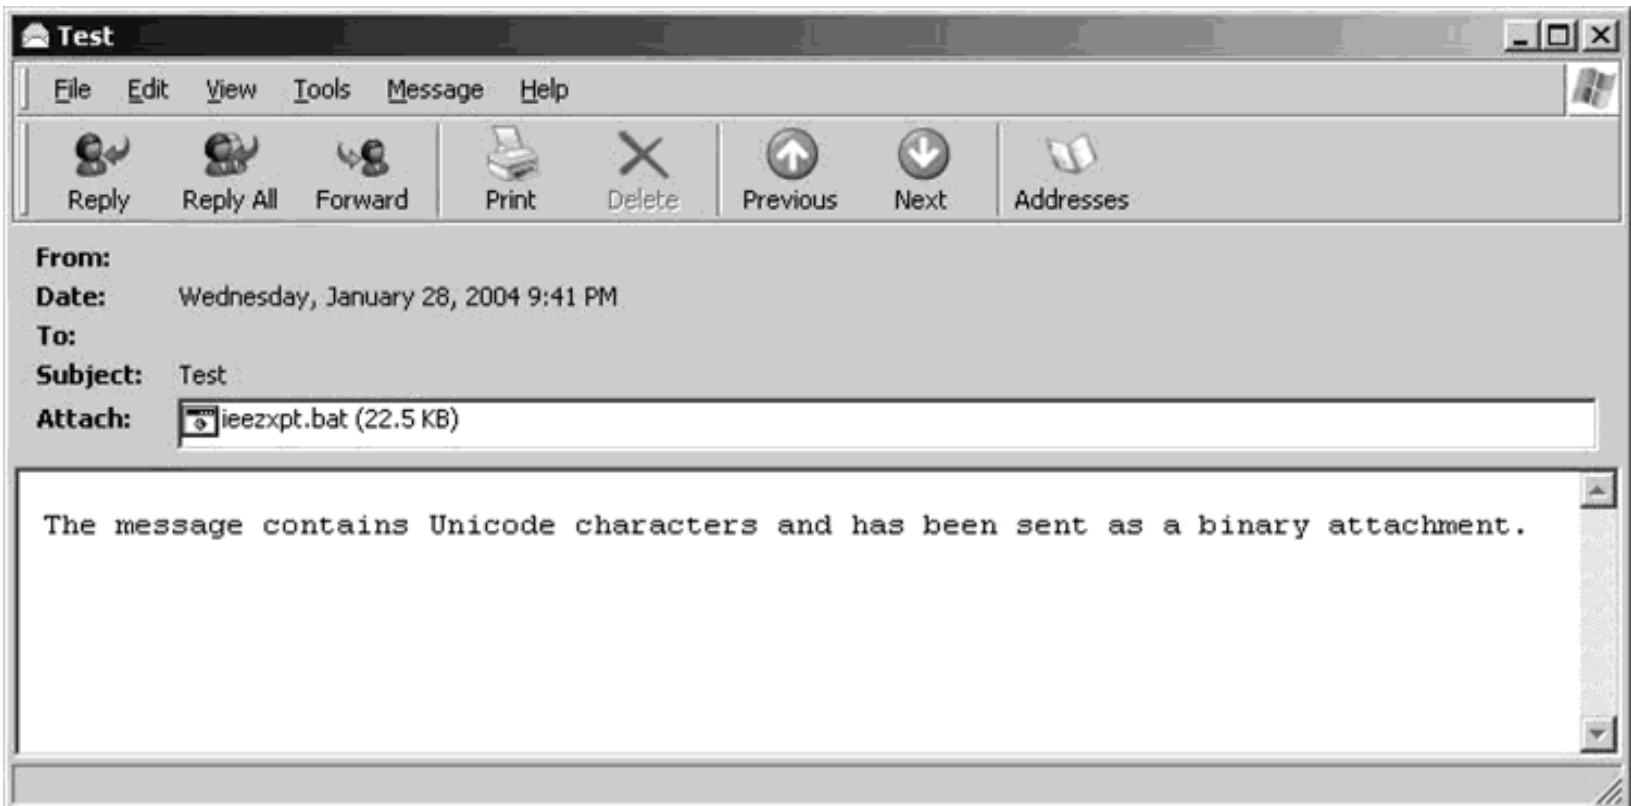 Test
File Edit View Tools Message Help
Reply Reply All Forward Print Delete Previous Next Addresses
From:
Date: Wednesday, January 28, 2004 9:41 PM
To:
Subject: Test
Attach: ieezxpt.bat (22.5 KB)
The message contains Unicode characters and has been sent as a binary attachment.